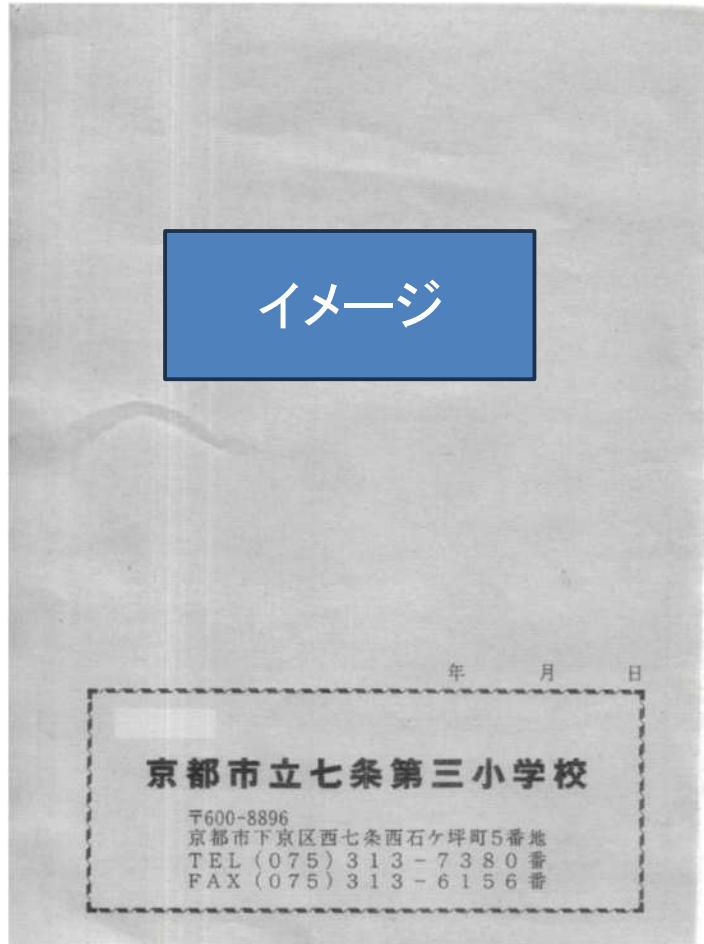 イメージ
年 月 日
京都市立七条第三小学校
〒600-8896
京都市下京区西七条西石ケ坪町5番地
TEL(075)313-7380番
FAX(075)313-6156番